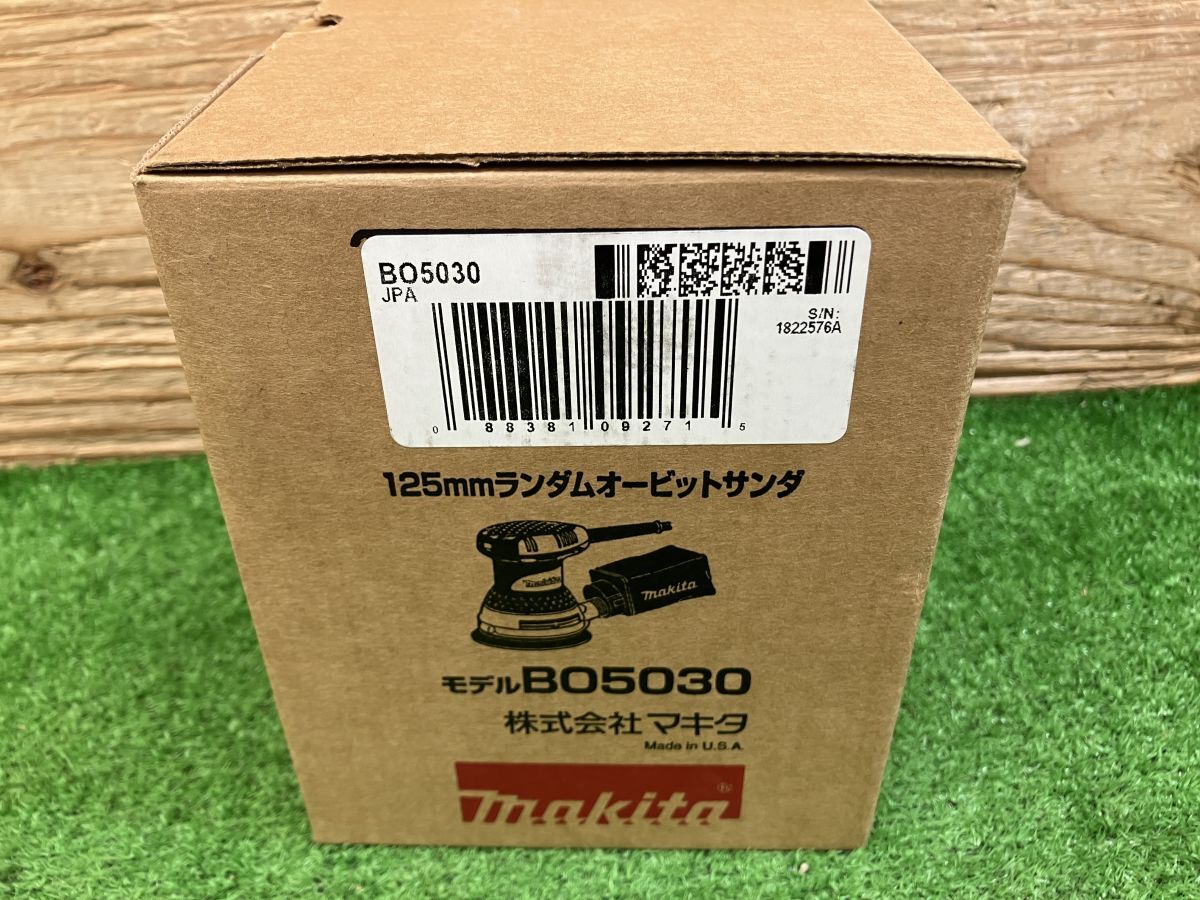 BO5030
JPA
S/N:
1822576A
0 88381 09271 5
125mmランダムオービットサンダ
Makita
makita
モデルBO5030
株式会社マキタ
Made in U.S.A.
makita®